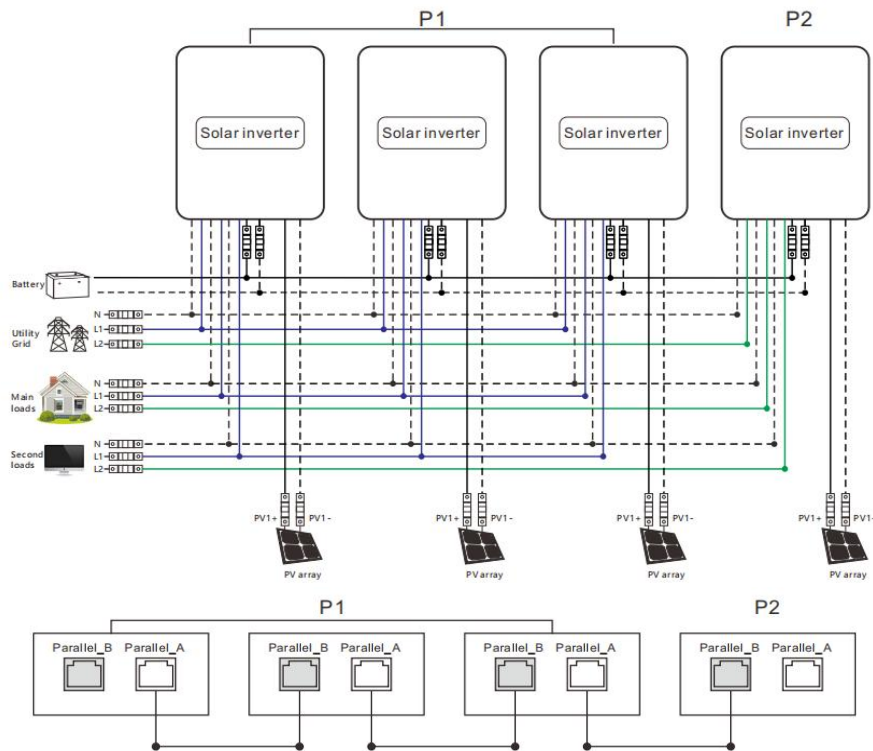 P1
P2
Solar inverter
Solar inverter
Solar inverter
Solar inverter
Battery
Utility
Grid
N
L1
L2
Main
loads
N
L1
L2
Second
loads
N
L1
L2
PV1+
PV1-
PV1+
PV1-
PV1+
PV1-
PV1+
PV1-
PV array
PV array
PV array
PV array
P1
P2
Parallel_B
Parallel_A
Parallel_B
Parallel_A
Parallel_B
Parallel_A
Parallel_B
Parallel_A